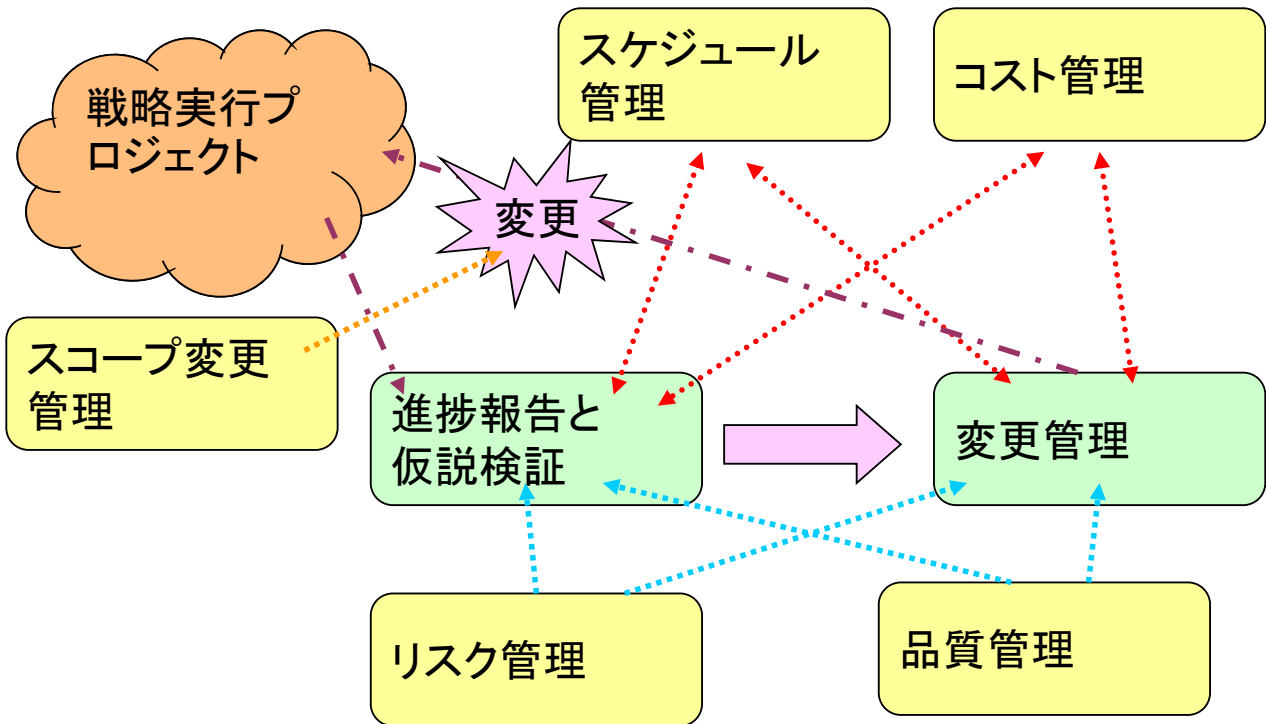 戦略実行プ
ロジェクト
スケジュール
管理
コスト管理
変更
スコープ変更
管理
進捗報告と
仮説検証
変更管理
リスク管理
品質管理